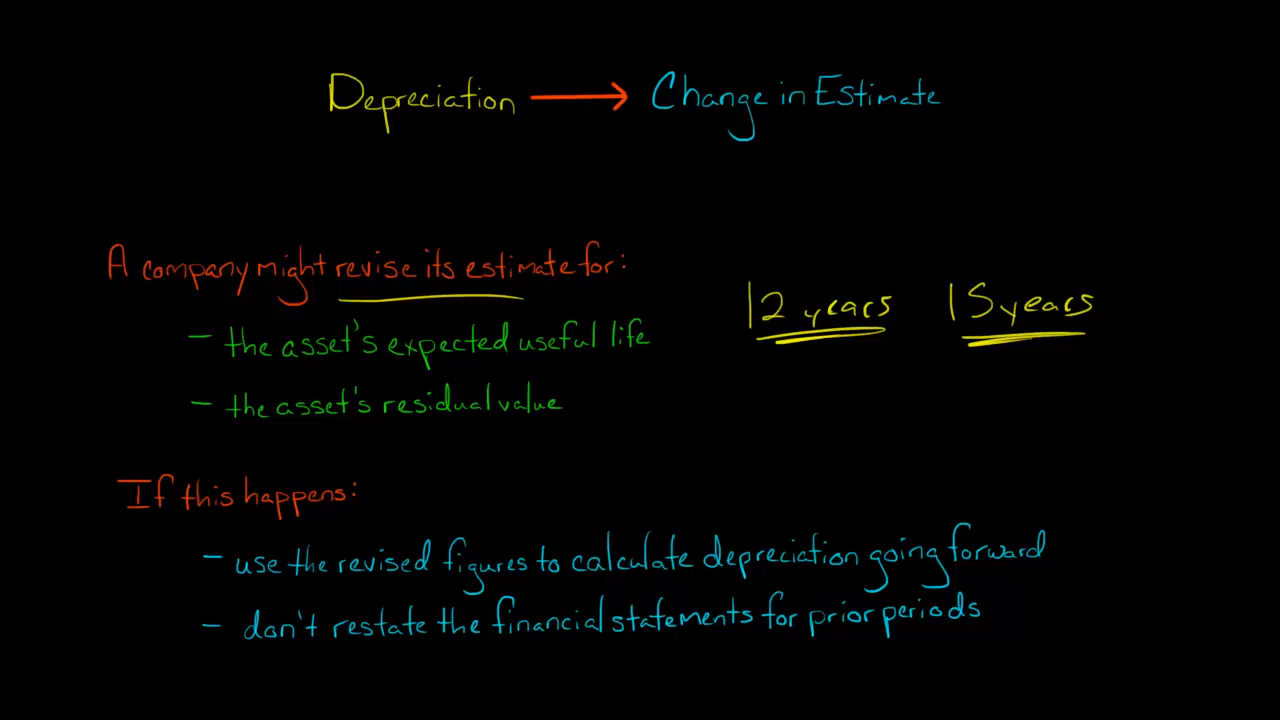 Depreciation → Change in Estimate
A company might revise its estimate for:
- the asset's expected useful life
12 years 15 years
- the asset's residual value
If this happens:
- use the revised figures to calculate depreciation going forward
- don't restate the financial statements for prior periods